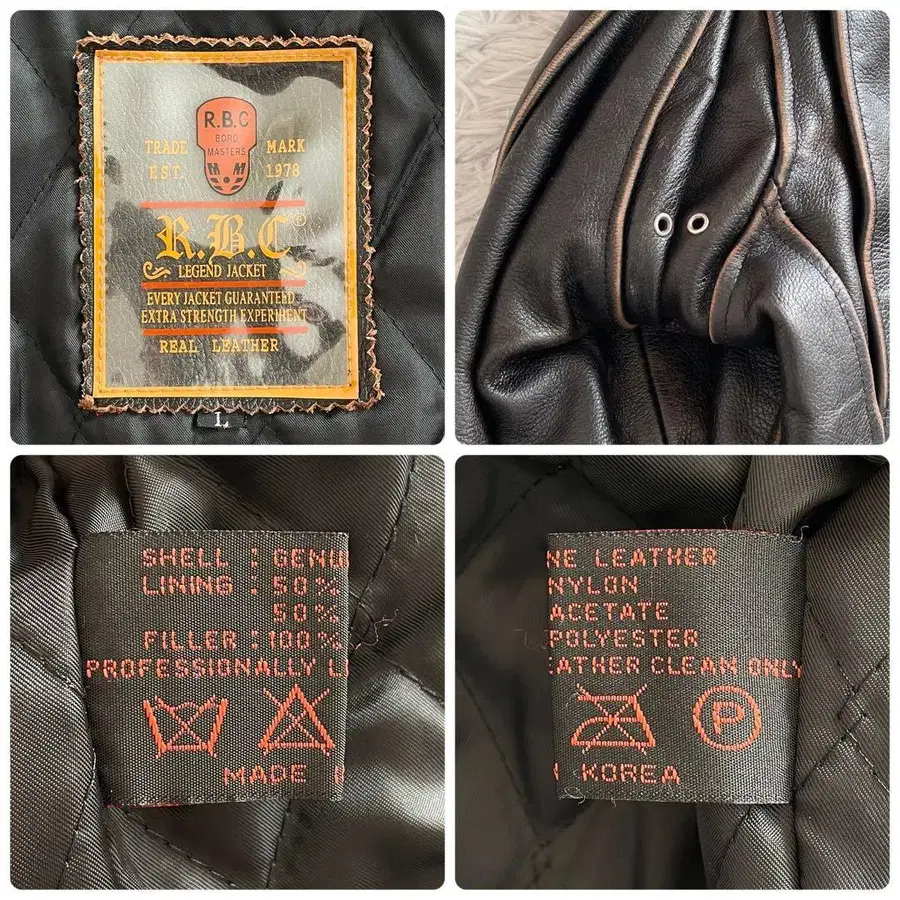 R.B.C
BORD
MASTERS
TRADE MARK
EST. 1978
R.B.C®
LEGEND JACKET
EVERY JACKET GUARANTEED
EXTRA STRENGTH EXPERIMENT
REAL LEATHER
L
SHELL : GENU
LINING : 50%
50%
FILLER : 100%
PROFESSIONALLY L
MADE
NE LEATHER
NYLON
ACETATE
POLYESTER
EATHER CLEAN ONLY
P
N KOREA